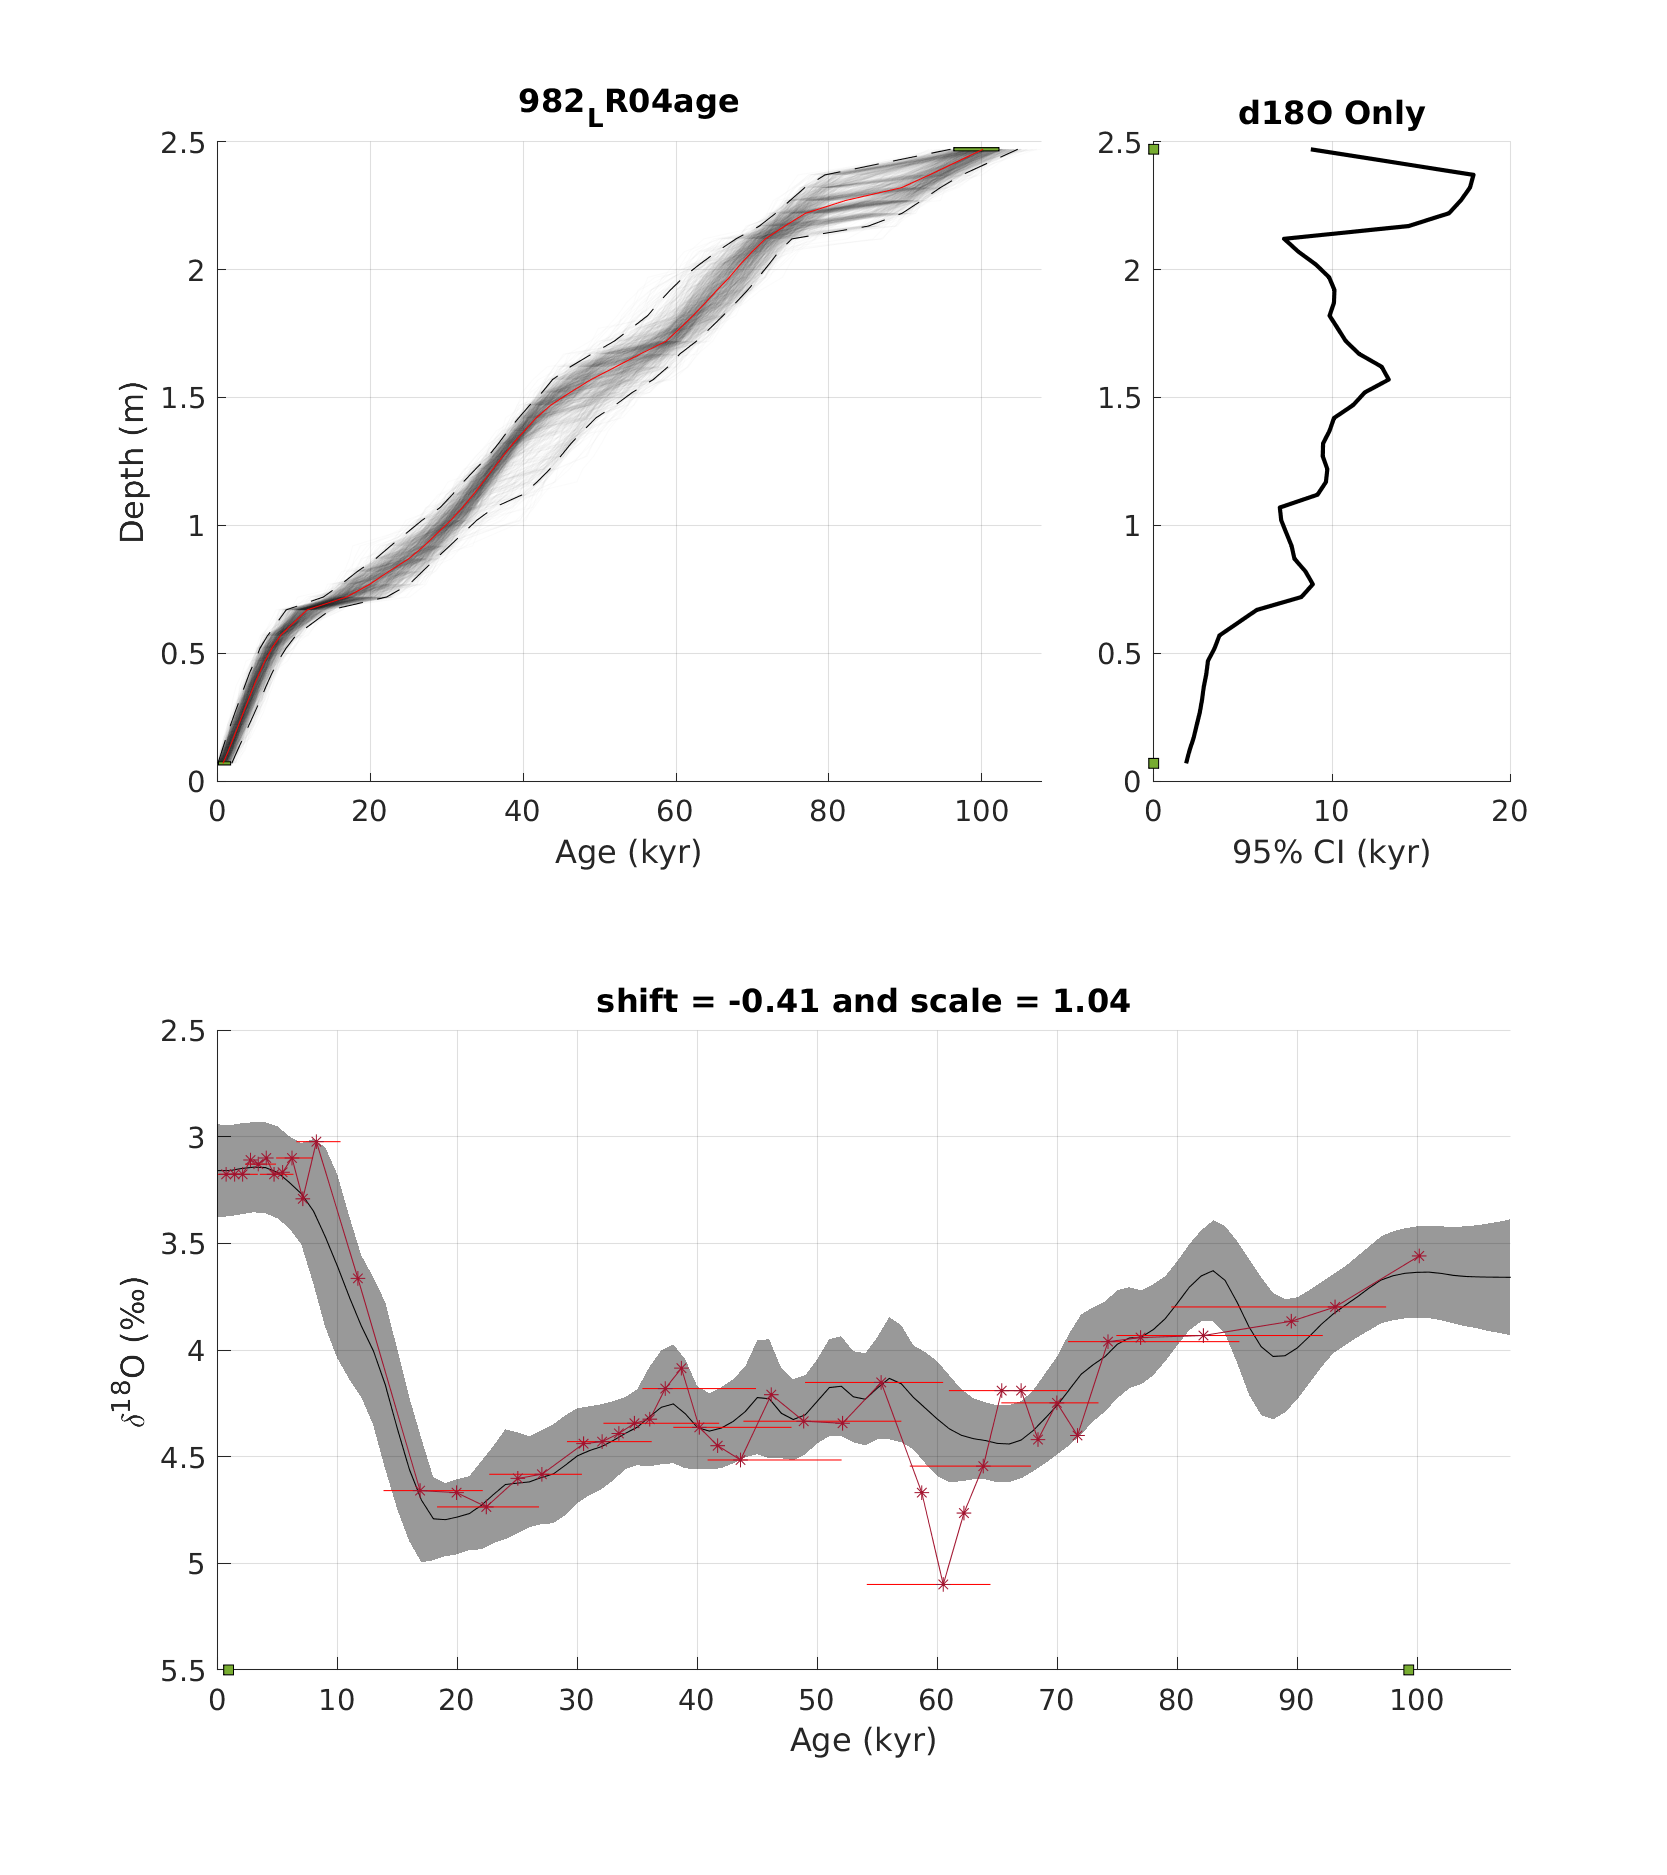 982LR04age
d18O Only
2.5
2
1.5
1
0.5
0
Depth (m)
0 20 40 60 80 100
Age (kyr)
2.5
2
1.5
1
0.5
0
0 10 20
95% CI (kyr)
shift = -0.41 and scale = 1.04
2.5
3
3.5
4
4.5
5
5.5
δ18O (‰)
0 10 20 30 40 50 60 70 80 90 100
Age (kyr)